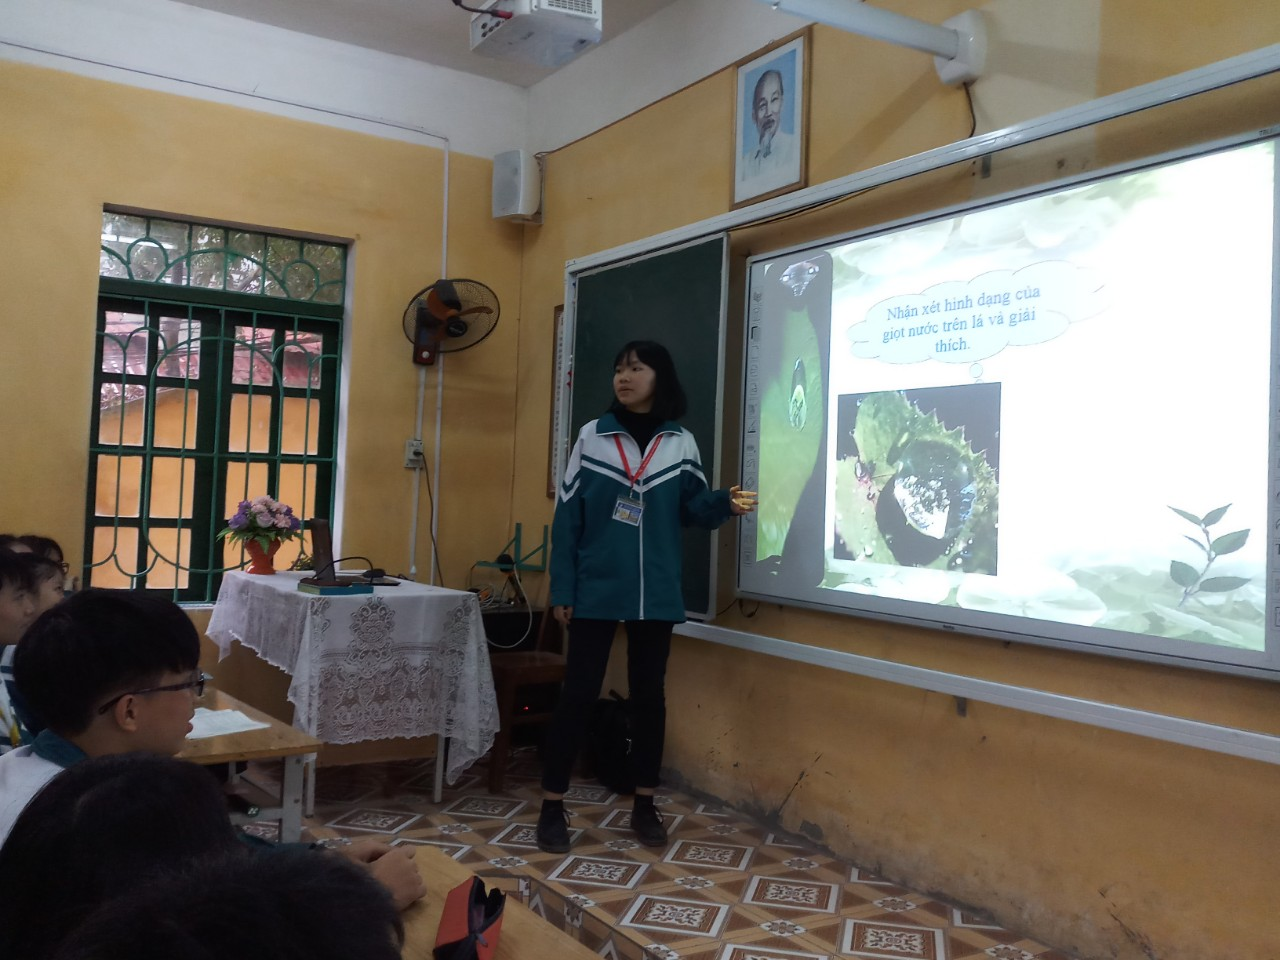 Nhận xét hình dạng của
giọt nước trên lá và giải
thích.